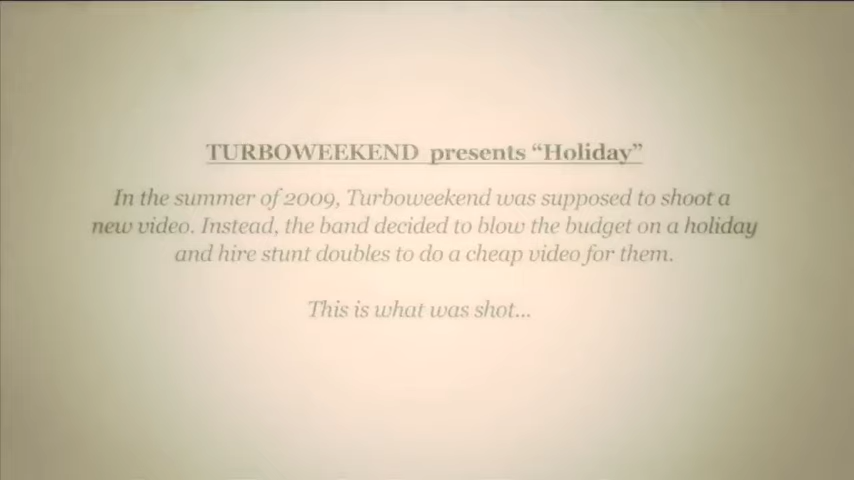 TURBOWEEKEND presents “Holiday”
In the summer of 2009, Turboweekend was supposed to shoot a
new video. Instead, the band decided to blow the budget on a holiday
and hire stunt doubles to do a cheap video for them.
This is what was shot...